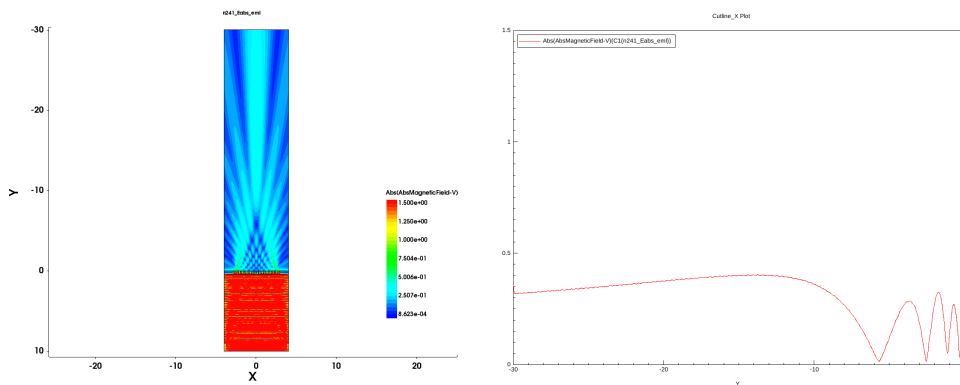 n241_Eabs_eml
-30
-20
-10
0
10
Y
-20
-10
0
10
20
X
Abs(AbsMagneticField-V)
1.500e+00
1.250e+00
1.000e+00
7.504e-01
5.006e-01
2.507e-01
8.623e-04
Cutline_X Plot
Abs(AbsMagneticField-V)(C1(n241_Eabs_eml))
1.5
1
0.5
0
-30
-20
-10
Y